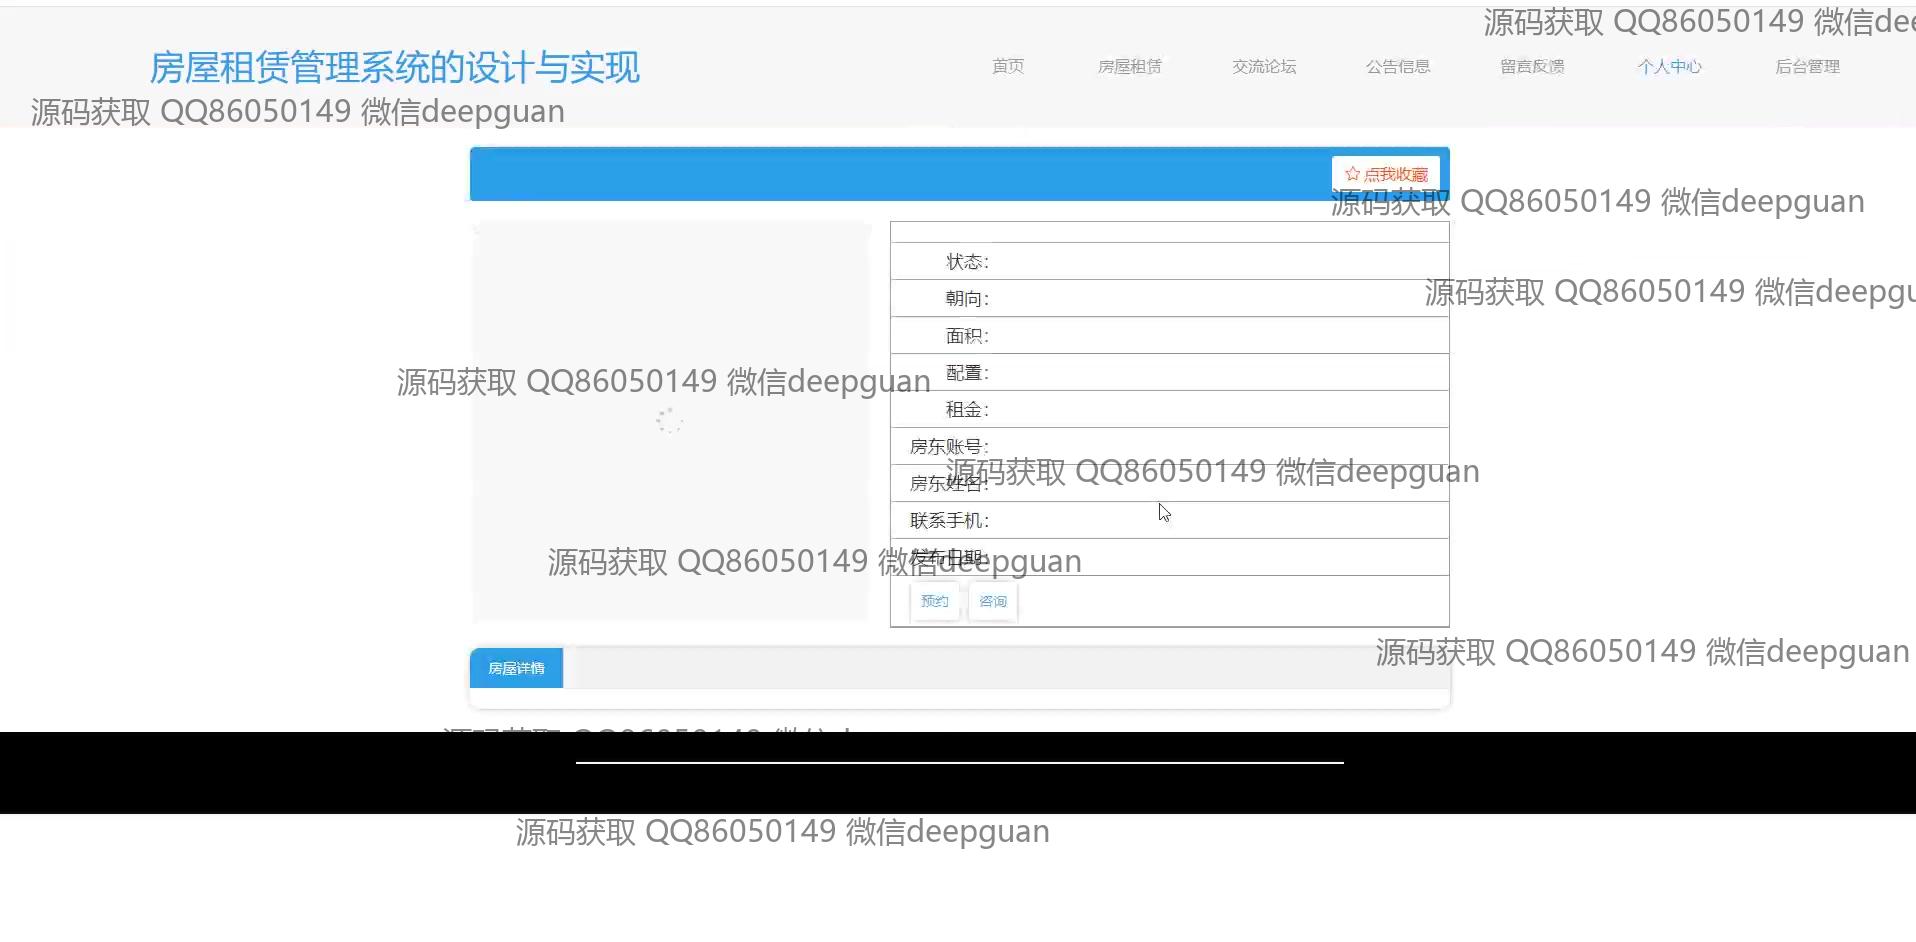 源码获取 QQ86050149 微信dee
房屋租赁管理系统的设计与实现
首页 房屋租赁 交流论坛 公告信息 留言反馈 个人中心 后台管理
源码获取 QQ86050149 微信deepguan
☆ 点我收藏
源码获取 QQ86050149 微信deepguan
状态：
朝向：
源码获取 QQ86050149 微信deepgu
面积：
配置：
源码获取 QQ86050149 微信deepguan
租金：
房东账号：
源码获取 QQ86050149 微信deepguan
房东姓名：
联系手机：
发布日期：
源码获取 QQ86050149 微信deepguan
预约 咨询
源码获取 QQ86050149 微信deepguan
房屋详情
源码获取 QQ86050149 微信d
源码获取 QQ86050149 微信deepguan